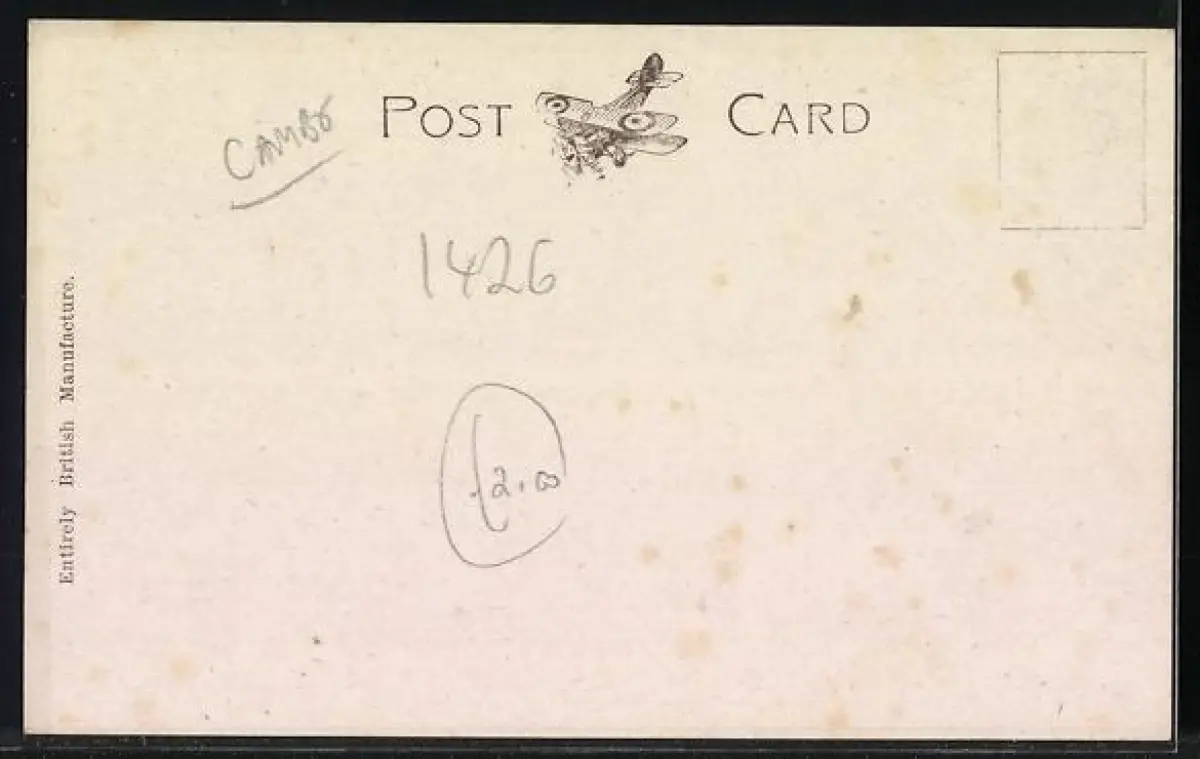 POST CARD
CAMBS
1426
£2.00
Entirely British Manufacture.